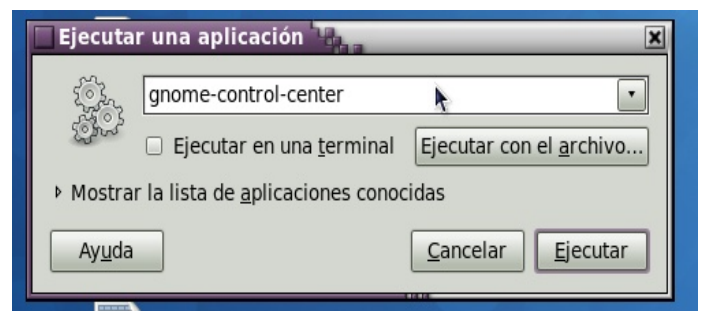 Ejecutar una aplicación
gnome-control-center
Ejecutar en una terminal
Ejecutar con el archivo...
Mostrar la lista de aplicaciones conocidas
Ayuda
Cancelar
Ejecutar